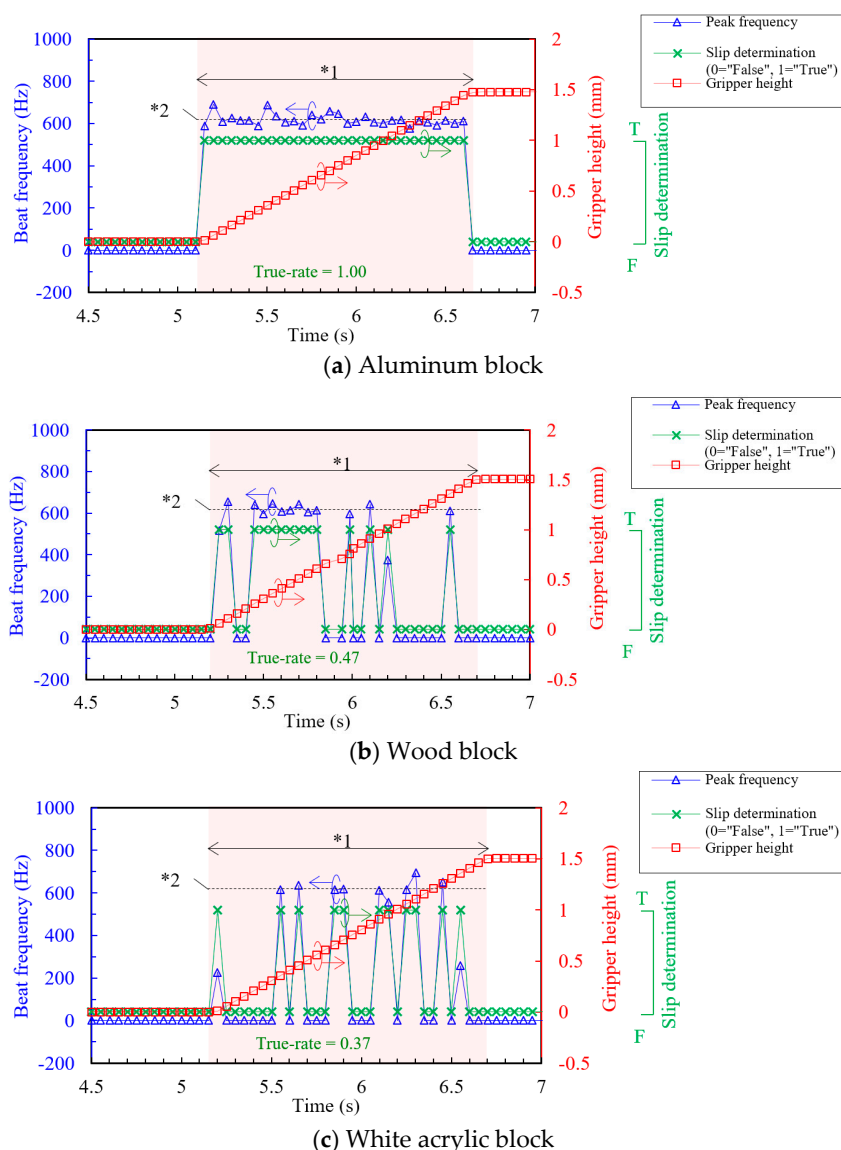 Peak frequency
Slip determination
(0="False", 1="True")
Gripper height
1000
800
600
400
200
0
-200
Beat frequency (Hz)
2
1.5
1
0.5
0
-0.5
Gripper height (mm)
T
F
Slip determination
*1
*2
True-rate = 1.00
4.5 5 5.5 6 6.5 7
Time (s)
(a) Aluminum block
Peak frequency
Slip determination
(0="False", 1="True")
Gripper height
1000
800
600
400
200
0
-200
Beat frequency (Hz)
2
1.5
1
0.5
0
-0.5
Gripper height (mm)
T
F
Slip determination
*1
*2
True-rate = 0.47
4.5 5 5.5 6 6.5 7
Time (s)
(b) Wood block
Peak frequency
Slip determination
(0="False", 1="True")
Gripper height
1000
800
600
400
200
0
-200
Beat frequency (Hz)
2
1.5
1
0.5
0
-0.5
Gripper height (mm)
T
F
Slip determination
*1
*2
True-rate = 0.37
4.5 5 5.5 6 6.5 7
Time (s)
(c) White acrylic block